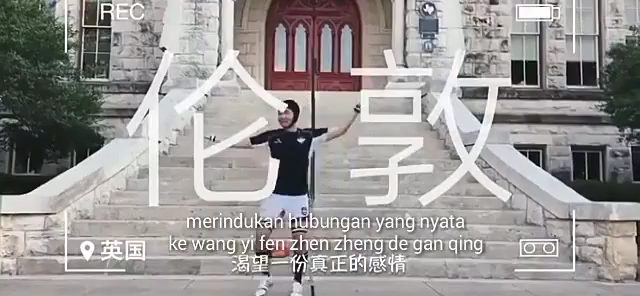 REC
伦敦
merindukan hubungan yang nyata
ke wang yi fen zhen zheng de gan qing
英国
渴望一份真正的感情